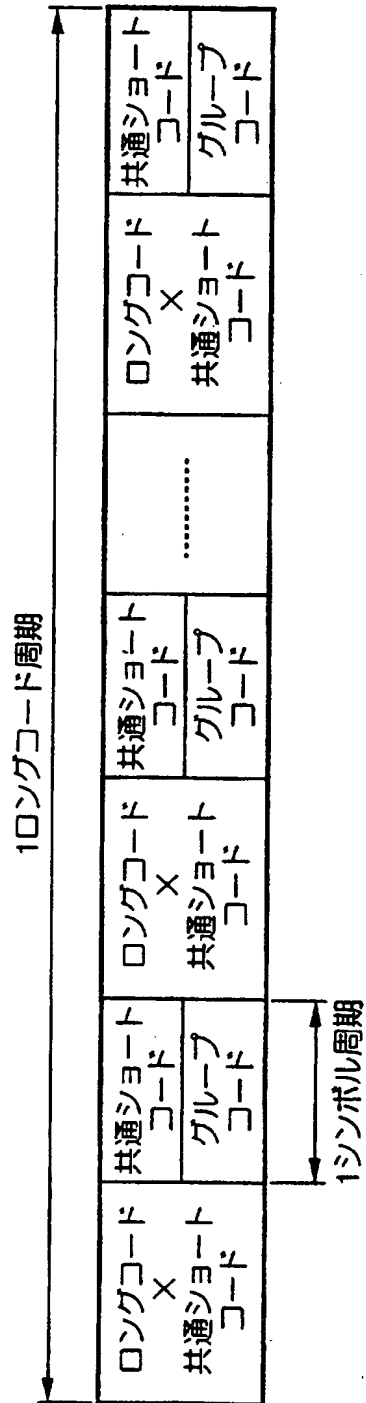 1ロングコード周期
ロングコード
×
共通ショート
コード
共通ショート
コード
グループ
コード
ロングコード
×
共通ショート
コード
共通ショート
コード
グループ
コード
………
ロングコード
×
共通ショート
コード
共通ショート
コード
グループ
コード
1シンボル周期